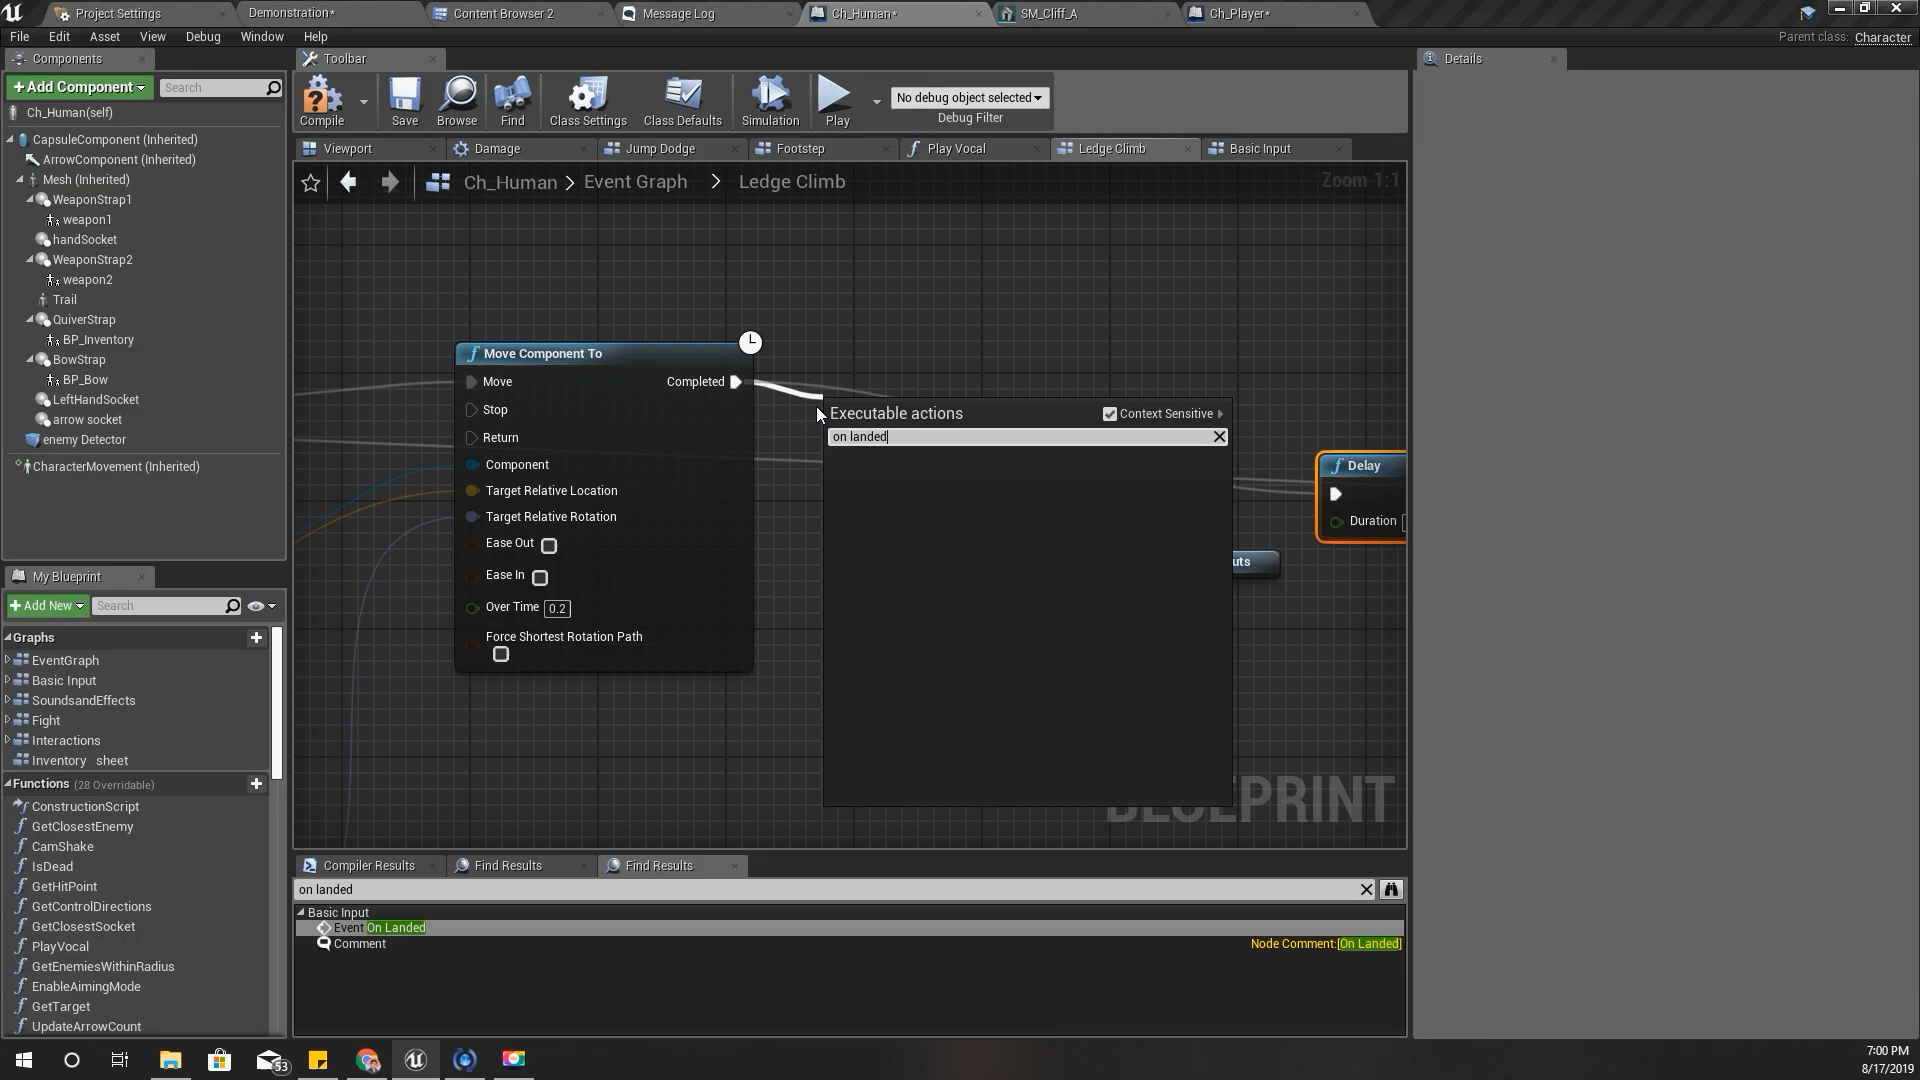 Project Settings
Demonstration*
Content Browser 2
Message Log
Ch_Human*
SM_Cliff_A
Ch_Player*
File Edit Asset View Debug Window Help
Parent class: Character
Components
+Add Component
Search
Ch_Human(self)
CapsuleComponent (Inherited)
ArrowComponent (Inherited)
Mesh (Inherited)
WeaponStrap1
weapon1
handSocket
WeaponStrap2
weapon2
Trail
QuiverStrap
BP_Inventory
BowStrap
BP_Bow
LeftHandSocket
arrow socket
enemy Detector
CharacterMovement (Inherited)
My Blueprint
+Add New
Search
Graphs
EventGraph
Basic Input
SoundsandEffects
Fight
Interactions
Inventory sheet
Functions (28 Overridable)
ConstructionScript
GetClosestEnemy
CamShake
IsDead
GetHitPoint
GetControlDirections
GetClosestSocket
PlayVocal
GetEnemiesWithinRadius
EnableAimingMode
GetTarget
UpdateArrowCount
Toolbar
Compile
Save
Browse
Find
Class Settings
Class Defaults
Simulation
Play
No debug object selected
Debug Filter
Viewport
Damage
Jump Dodge
Footstep
Play Vocal
Ledge Climb
Basic Input
Ch_Human > Event Graph > Ledge Climb
Zoom 1:1
Move Component To
Move
Completed
Stop
Return
Component
Target Relative Location
Target Relative Rotation
Ease Out
Ease In
Over Time 0.2
Force Shortest Rotation Path
Executable actions
Context Sensitive
on landed
Delay
Duration
uts
BLUEPRINT
Compiler Results
Find Results
Find Results
on landed
Basic Input
Event On Landed
Comment
Node Comment:[On Landed]
Details
53
7:00 PM
8/17/2019